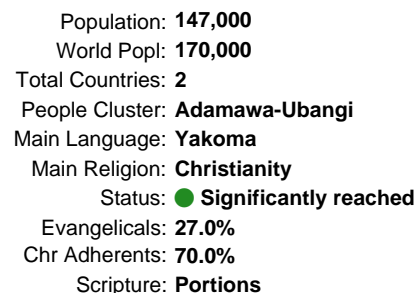 Population: 147,000
World Popl: 170,000
Total Countries: 2
People Cluster: Adamawa-Ubangi
Main Language: Yakoma
Main Religion: Christianity
Status: Significantly reached
Evangelicals: 27.0%
Chr Adherents: 70.0%
Scripture: Portions